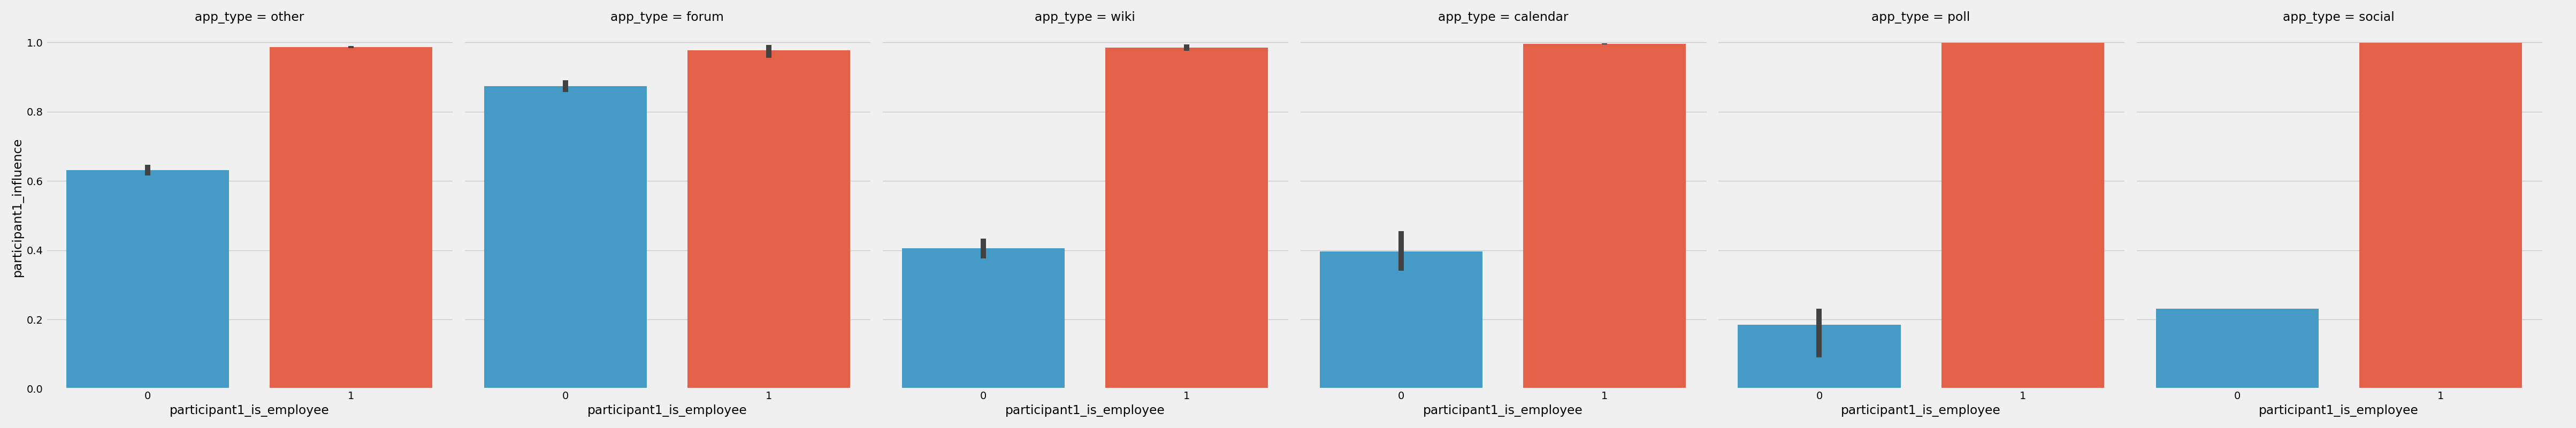 app_type = other
app_type = forum
app_type = wiki
app_type = calendar
app_type = poll
app_type = social
participant1_influence
1.0
0.8
0.6
0.4
0.2
0.0
0 1
0 1
0 1
0 1
0 1
0 1
participant1_is_employee
participant1_is_employee
participant1_is_employee
participant1_is_employee
participant1_is_employee
participant1_is_employee